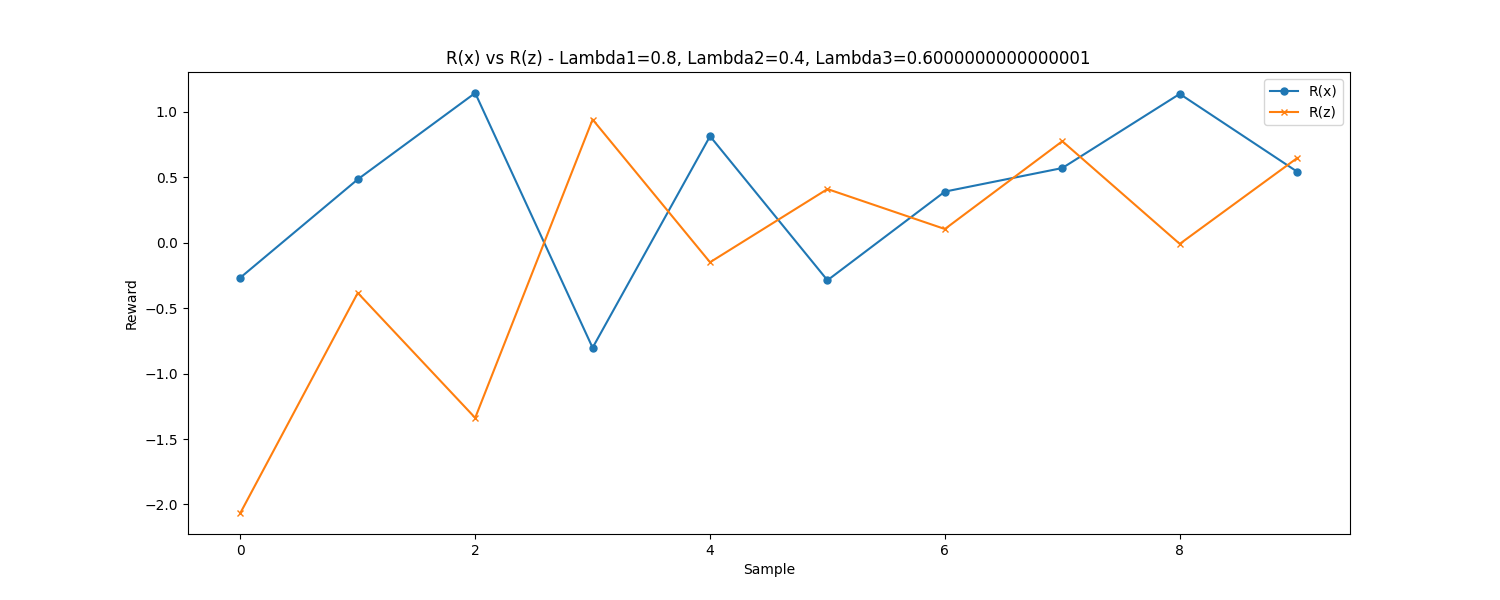 R(x) vs R(z) - Lambda1=0.8, Lambda2=0.4, Lambda3=0.6000000000000001
R(x)
R(z)
1.0
0.5
0.0
−0.5
−1.0
−1.5
−2.0
Reward
0 2 4 6 8
Sample